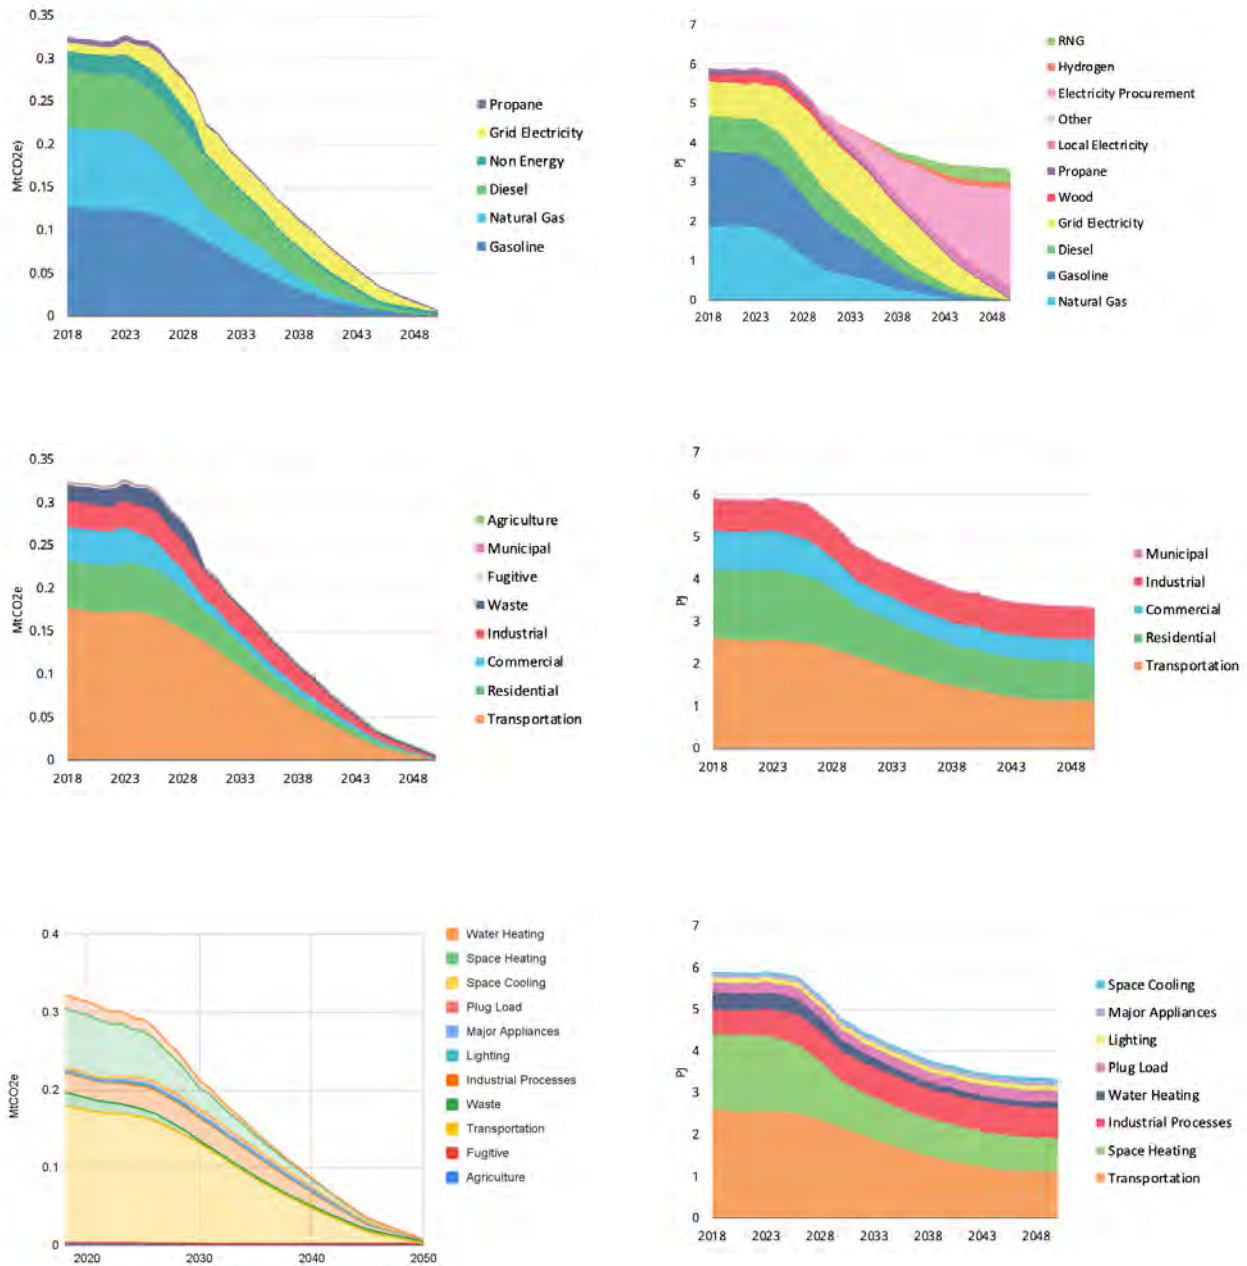 0.35
0.3
0.25
0.2
0.15
0.1
0.05
0
MtCO2e)
2018 2023 2028 2033 2038 2043 2048
Propane
Grid Electricity
Non Energy
Diesel
Natural Gas
Gasoline
7
6
5
4
3
2
1
0
PJ
2018 2023 2028 2033 2038 2043 2048
RNG
Hydrogen
Electricity Procurement
Other
Local Electricity
Propane
Wood
Grid Electricity
Diesel
Gasoline
Natural Gas
0.35
0.3
0.25
0.2
0.15
0.1
0.05
0
MtCO2e
2018 2023 2028 2033 2038 2043 2048
Agriculture
Municipal
Fugitive
Waste
Industrial
Commercial
Residential
Transportation
7
6
5
4
3
2
1
0
PJ
2018 2023 2028 2033 2038 2043 2048
Municipal
Industrial
Commercial
Residential
Transportation
0.4
0.3
0.2
0.1
0
MtCO2e
2020 2030 2040 2050
Water Heating
Space Heating
Space Cooling
Plug Load
Major Appliances
Lighting
Industrial Processes
Waste
Transportation
Fugitive
Agriculture
7
6
5
4
3
2
1
0
PJ
2018 2023 2028 2033 2038 2043 2048
Space Cooling
Major Appliances
Lighting
Plug Load
Water Heating
Industrial Processes
Space Heating
Transportation